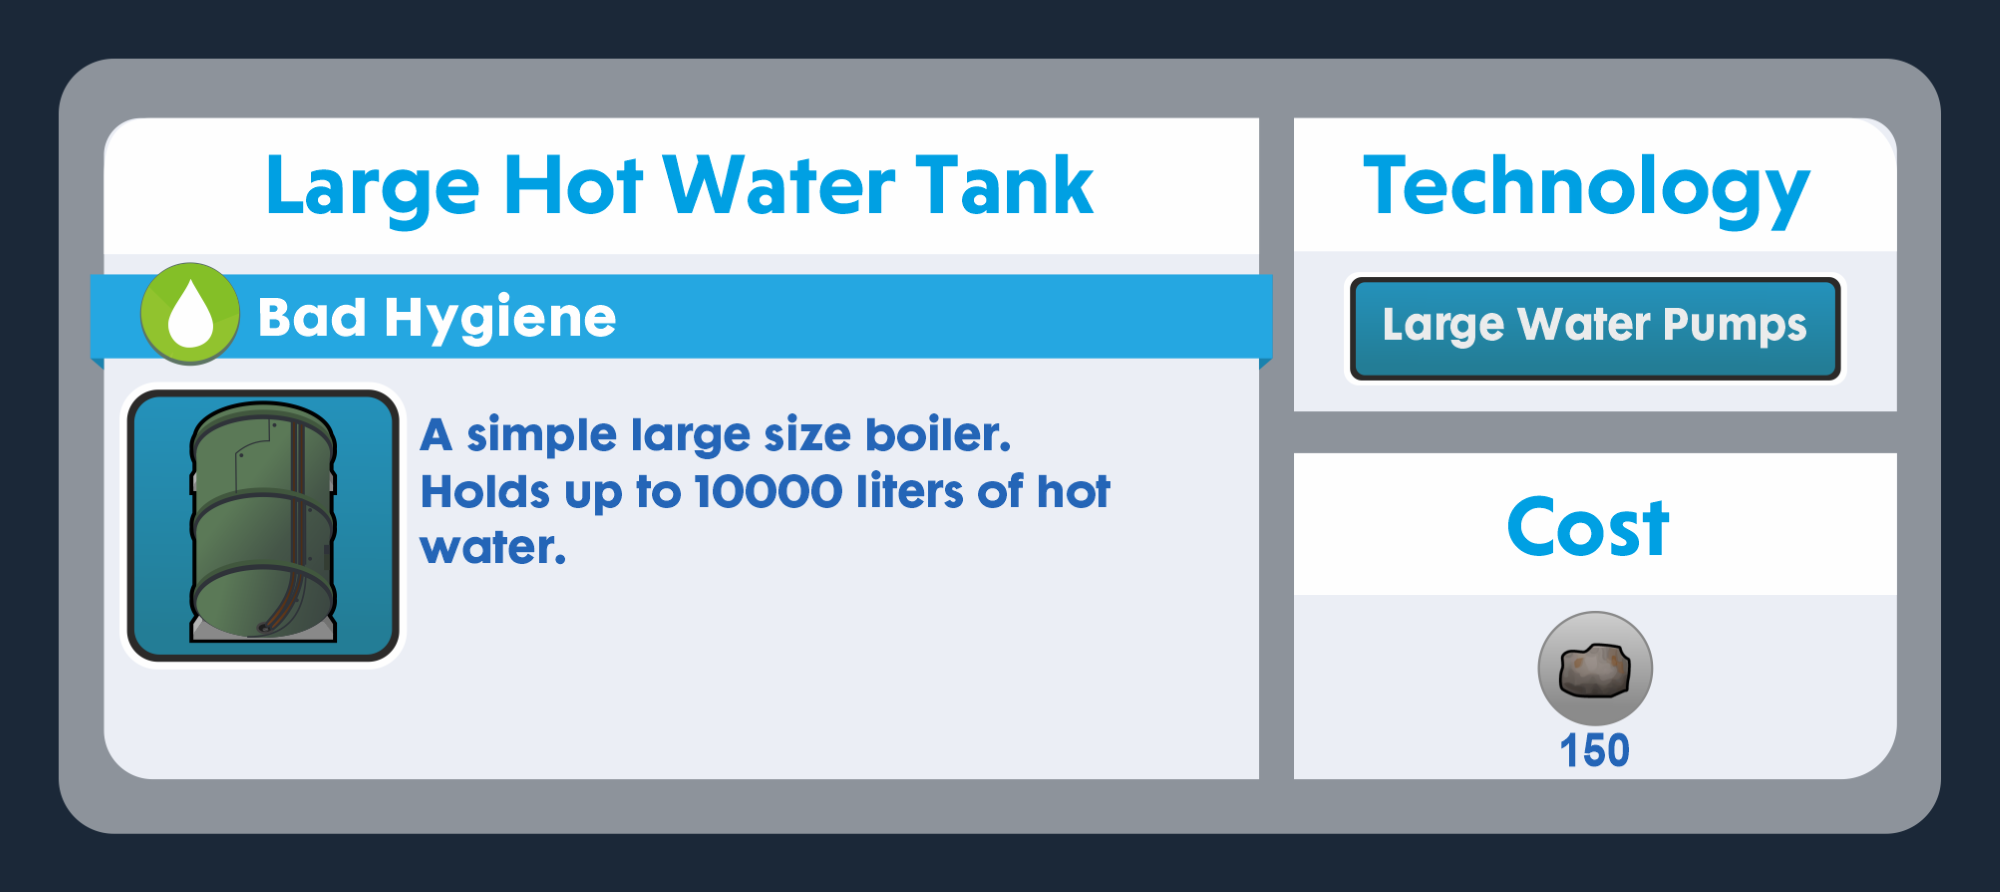 Large Hot Water Tank
Bad Hygiene
A simple large size boiler.
Holds up to 10000 liters of hot
water.
Technology
Large Water Pumps
Cost
150